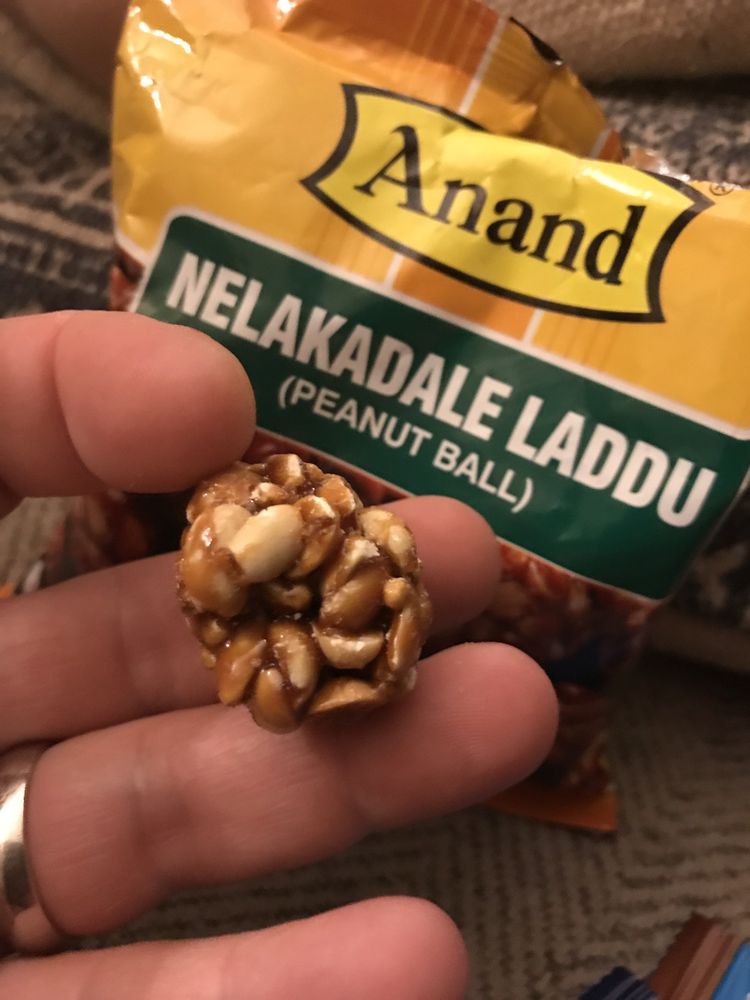 Anand
®
NELAKADALE LADDU
(PEANUT BALL)